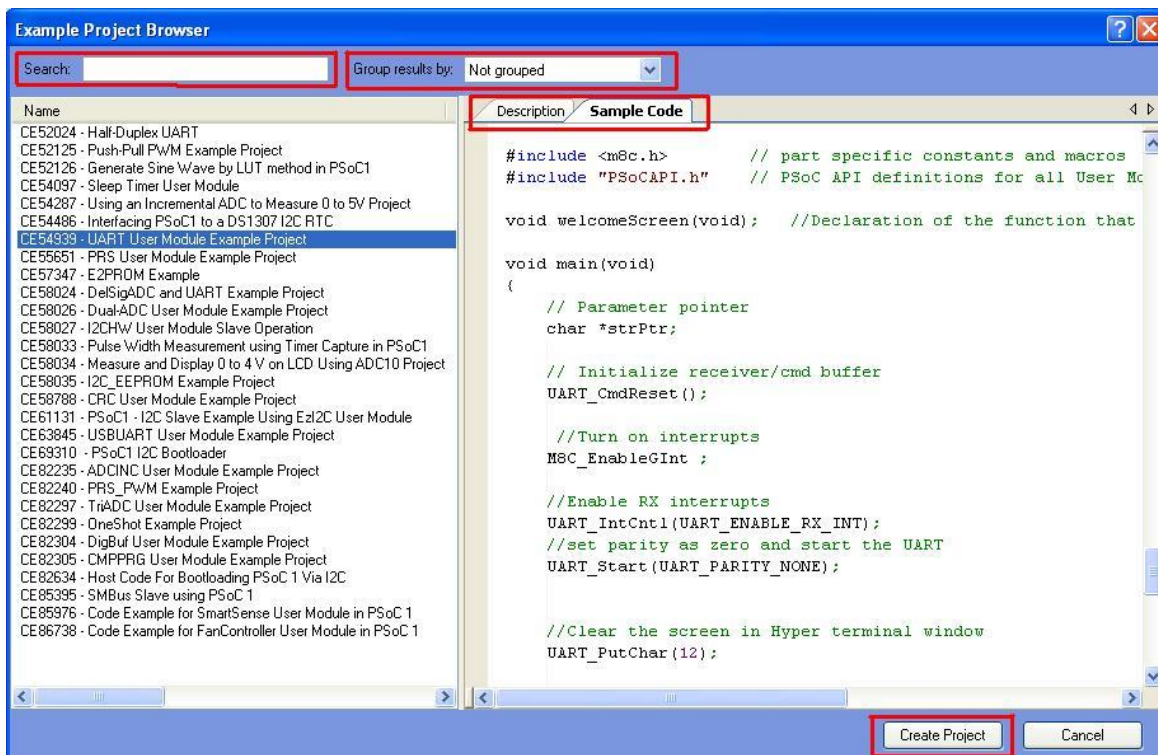 Example Project Browser
Search:
Group results by: Not grouped
Name
CE52024 - Half-Duplex UART
CE52125 - Push-Pull PWM Example Project
CE52126 - Generate Sine Wave by LUT method in PSoC1
CE54097 - Sleep Timer User Module
CE54287 - Using an Incremental ADC to Measure 0 to 5V Project
CE54486 - Interfacing PSoC1 to a DS1307 I2C RTC
CE54939 - UART User Module Example Project
CE55651 - PRS User Module Example Project
CE57347 - E2PROM Example
CE58024 - DelSigADC and UART Example Project
CE58026 - Dual-ADC User Module Example Project
CE58027 - I2CHW User Module Slave Operation
CE58033 - Pulse Width Measurement using Timer Capture in PSoC1
CE58034 - Measure and Display 0 to 4 V on LCD Using ADC10 Project
CE58035 - I2C_EEPROM Example Project
CE58788 - CRC User Module Example Project
CE61131 - PSoC1 - I2C Slave Example Using EzI2C User Module
CE63845 - USBUART User Module Example Project
CE69310 - PSoC1 I2C Bootloader
CE82235 - ADCINC User Module Example Project
CE82240 - PRS_PWM Example Project
CE82297 - TriADC User Module Example Project
CE82299 - OneShot Example Project
CE82304 - DigBuf User Module Example Project
CE82305 - CMPPRG User Module Example Project
CE82634 - Host Code For Bootloading PSoC 1 Via I2C
CE85395 - SMBus Slave using PSoC 1
CE85976 - Code Example for SmartSense User Module in PSoC 1
CE86738 - Code Example for FanController User Module in PSoC 1
Description Sample Code
#include <m8c.h> // part specific constants and macros
#include "PSoCAPI.h" // PSoC API definitions for all User Mo
void welcomeScreen(void); //Declaration of the function that
void main(void)
{
// Parameter pointer
char *strPtr;
// Initialize receiver/cmd buffer
UART_CmdReset();
//Turn on interrupts
M8C_EnableGInt ;
//Enable RX interrupts
UART_IntCntl(UART_ENABLE_RX_INT);
//set parity as zero and start the UART
UART_Start(UART_PARITY_NONE);
//Clear the screen in Hyper terminal window
UART_PutChar(12);
Create Project Cancel